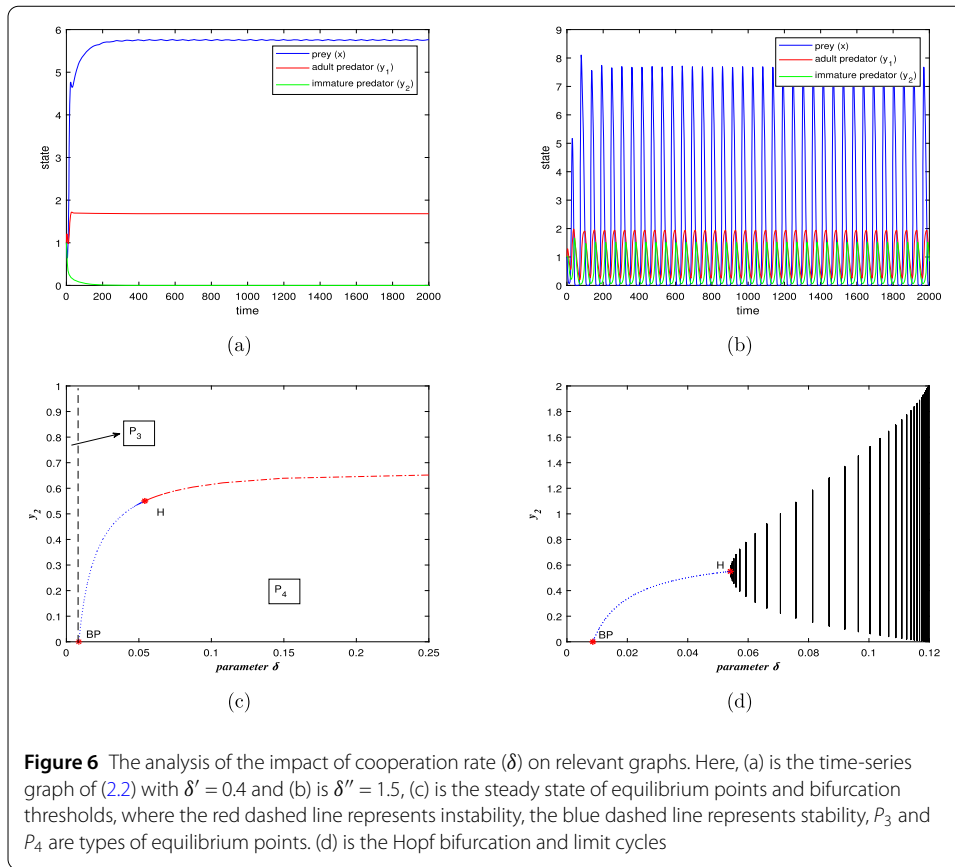 6
5
4
3
2
1
0
state
prey (x)
adult predator (y₁)
immature predator (y₂)
0 200 400 600 800 1000 1200 1400 1600 1800 2000
time
(a)
9
8
7
6
5
4
3
2
1
0
state
prey (x)
adult predator (y₁)
immature predator (y₂)
0 200 400 600 800 1000 1200 1400 1600 1800 2000
time
(b)
1
0.9
0.8
0.7
0.6
0.5
0.4
0.3
0.2
0.1
0
y₂
P₃
H
P₄
BP
0 0.05 0.1 0.15 0.2 0.25
parameter δ
(c)
2
1.8
1.6
1.4
1.2
1
0.8
0.6
0.4
0.2
0
y₂
H
BP
0 0.02 0.04 0.06 0.08 0.1 0.12
parameter δ
(d)
Figure 6 The analysis of the impact of cooperation rate (δ) on relevant graphs. Here, (a) is the time-series
graph of (2.2) with δ′ = 0.4 and (b) is δ″ = 1.5, (c) is the steady state of equilibrium points and bifurcation
thresholds, where the red dashed line represents instability, the blue dashed line represents stability, P₃ and
P₄ are types of equilibrium points. (d) is the Hopf bifurcation and limit cycles